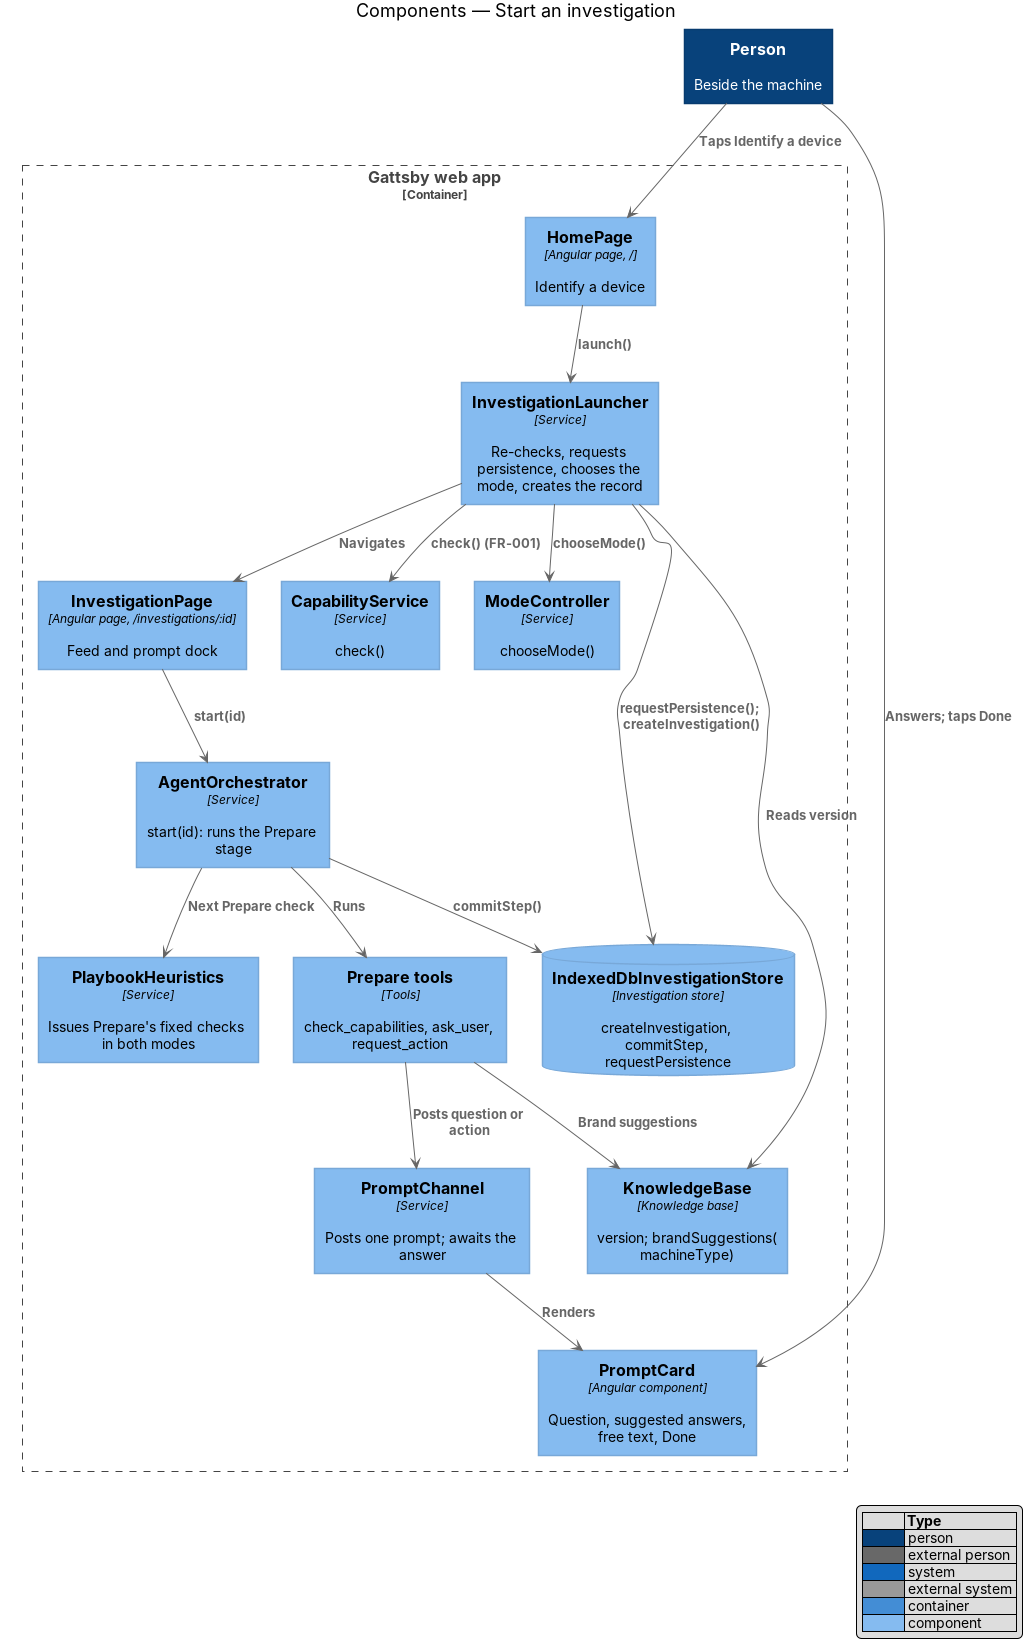 Components — Start an investigation
Person
Beside the machine
Taps Identify a device
Gattsby web app
[Container]
HomePage
[Angular page, /]
Identify a device
launch()
InvestigationLauncher
[Service]
Re-checks, requests
persistence, chooses the
mode, creates the record
Navigates
check() (FR-001)
chooseMode()
InvestigationPage
[Angular page, /investigations/:id]
Feed and prompt dock
CapabilityService
[Service]
check()
ModeController
[Service]
chooseMode()
start(id)
requestPersistence();
createInvestigation()
Answers; taps Done
AgentOrchestrator
[Service]
start(id): runs the Prepare
stage
Reads version
Next Prepare check
Runs
commitStep()
PlaybookHeuristics
[Service]
Issues Prepare's fixed checks
in both modes
Prepare tools
[Tools]
check_capabilities, ask_user,
request_action
IndexedDbInvestigationStore
[Investigation store]
createInvestigation,
commitStep,
requestPersistence
Posts question or
action
Brand suggestions
PromptChannel
[Service]
Posts one prompt; awaits the
answer
KnowledgeBase
[Knowledge base]
version; brandSuggestions(
machineType)
Renders
PromptCard
[Angular component]
Question, suggested answers,
free text, Done
Type
person
external person
system
external system
container
component